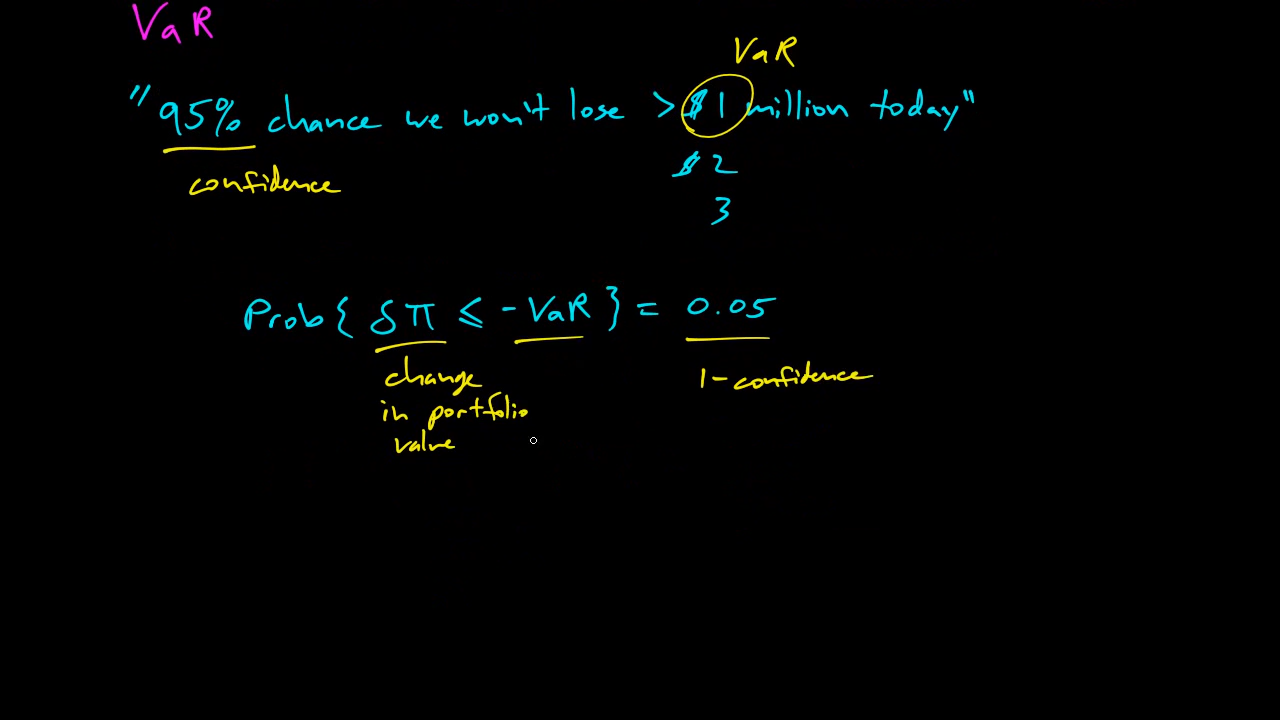 VaR
VaR
"95% chance we won't lose > $1 million today"
confidence
$2
3
Prob{ δπ ≤ -VaR } = 0.05
change
in portfolio
value
1-confidence